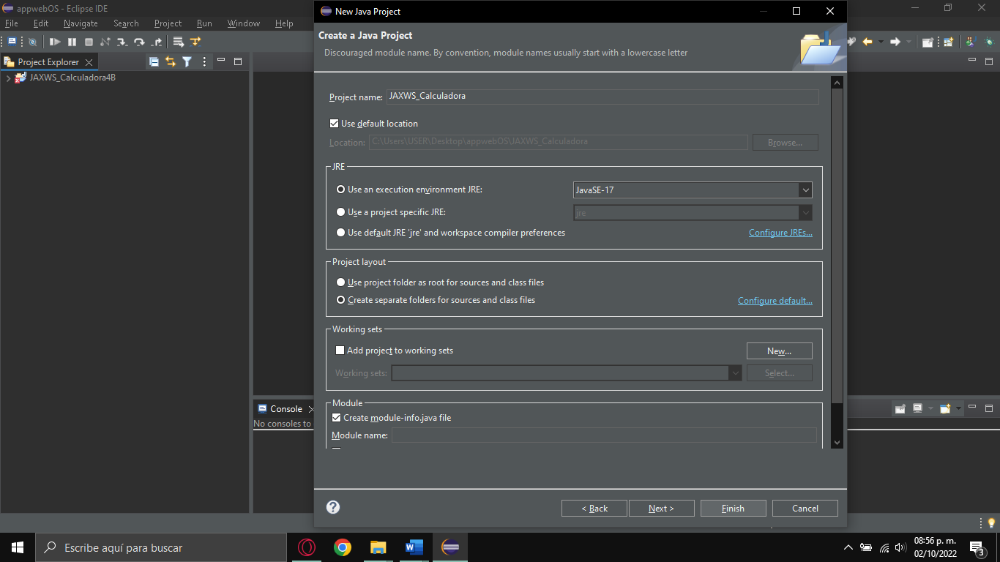 appwebOS - Eclipse IDE
File Edit Navigate Search Project Run Window Help
Project Explorer
JAXWS_Calculadora4B
New Java Project
Create a Java Project
Discouraged module name. By convention, module names usually start with a lowercase letter
Project name: JAXWS_Calculadora
Use default location
Location: C:\Users\USER\Desktop\appwebOS\JAXWS_Calculadora Browse...
JRE
Use an execution environment JRE: JavaSE-17
Use a project specific JRE: jre
Use default JRE 'jre' and workspace compiler preferences Configure JREs...
Project layout
Use project folder as root for sources and class files
Create separate folders for sources and class files Configure default...
Working sets
Add project to working sets New...
Working sets: Select...
Module
Create module-info.java file
Module name:
Console
No consoles to
< Back Next > Finish Cancel
Escribe aquí para buscar
08:56 p. m.
02/10/2022
3